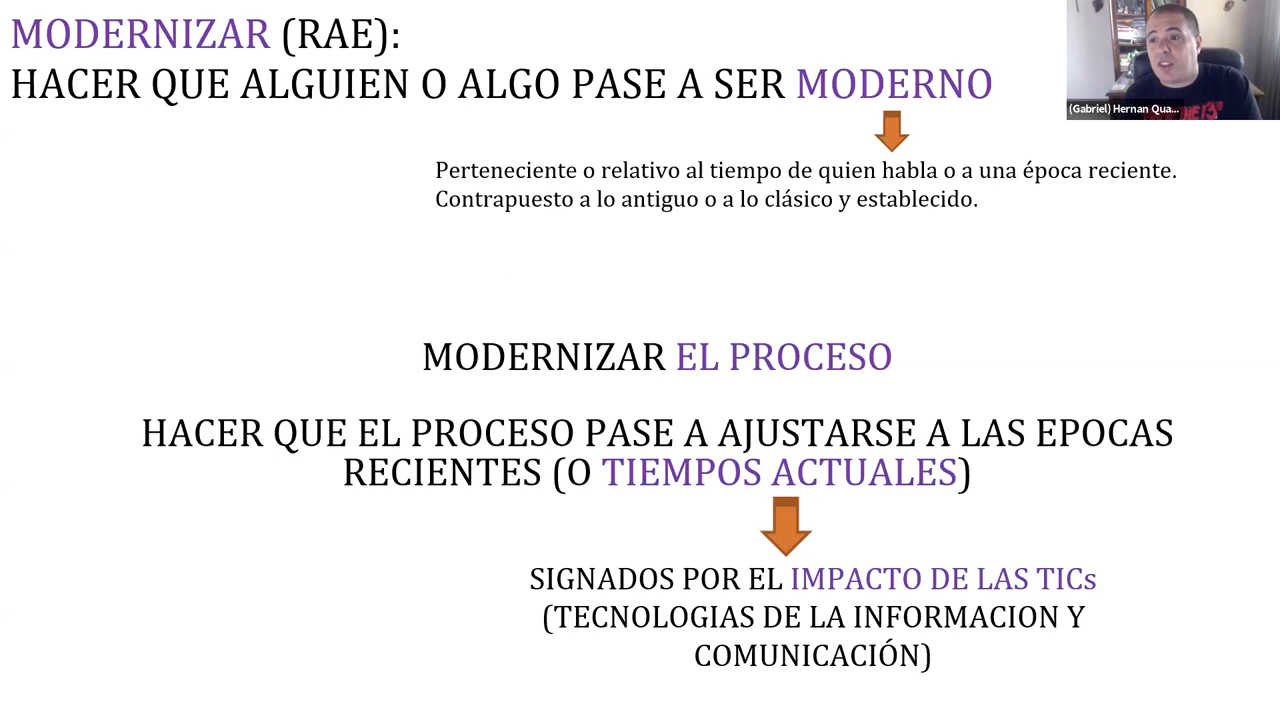 MODERNIZAR (RAE):
HACER QUE ALGUIEN O ALGO PASE A SER MODERNO
(Gabriel) Hernan Qua...
Perteneciente o relativo al tiempo de quien habla o a una época reciente.
Contrapuesto a lo antiguo o a lo clásico y establecido.
MODERNIZAR EL PROCESO
HACER QUE EL PROCESO PASE A AJUSTARSE A LAS EPOCAS
RECIENTES (O TIEMPOS ACTUALES)
SIGNADOS POR EL IMPACTO DE LAS TICs
(TECNOLOGIAS DE LA INFORMACION Y
COMUNICACIÓN)